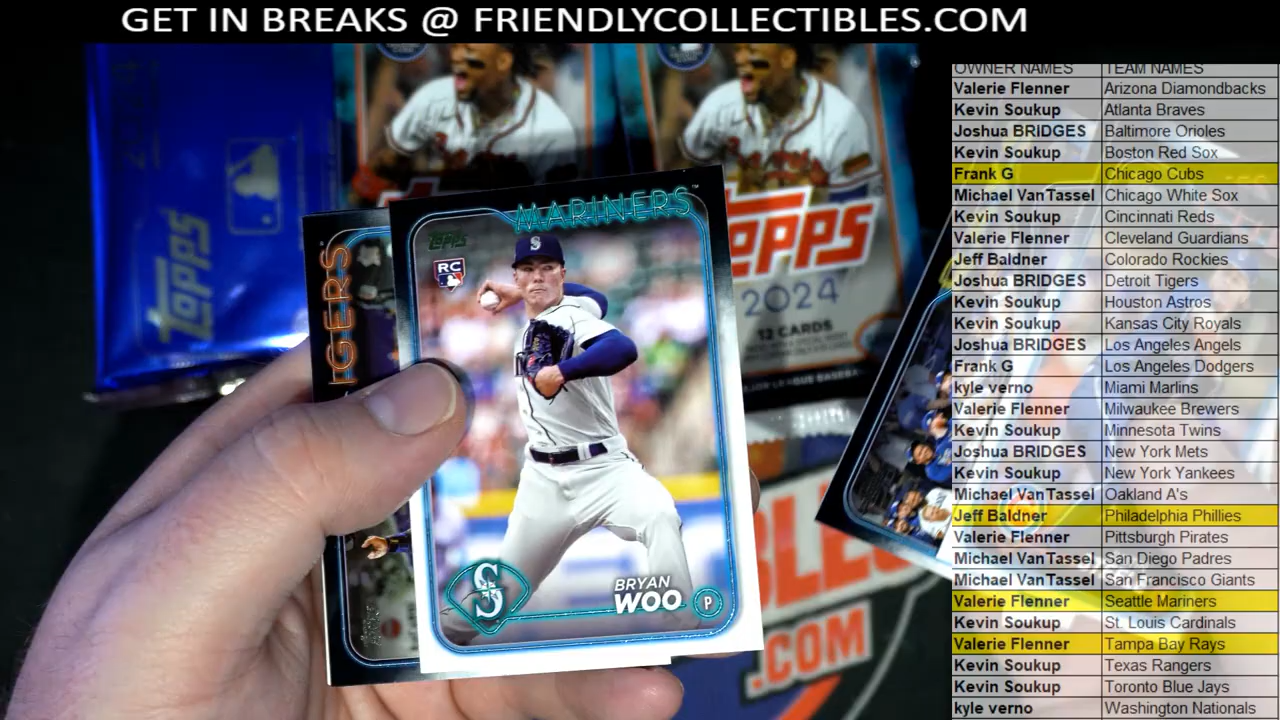 GET IN BREAKS @ FRIENDLYCOLLECTIBLES.COM
OWNER NAMES TEAM NAMES
Valerie Flenner Arizona Diamondbacks
Kevin Soukup Atlanta Braves
Joshua BRIDGES Baltimore Orioles
Kevin Soukup Boston Red Sox
Frank G Chicago Cubs
Michael VanTassel Chicago White Sox
Kevin Soukup Cincinnati Reds
Valerie Flenner Cleveland Guardians
Jeff Baldner Colorado Rockies
Joshua BRIDGES Detroit Tigers
Kevin Soukup Houston Astros
Kevin Soukup Kansas City Royals
Joshua BRIDGES Los Angeles Angels
Frank G Los Angeles Dodgers
kyle verno Miami Marlins
Valerie Flenner Milwaukee Brewers
Kevin Soukup Minnesota Twins
Joshua BRIDGES New York Mets
Kevin Soukup New York Yankees
Michael VanTassel Oakland A's
Jeff Baldner Philadelphia Phillies
Valerie Flenner Pittsburgh Pirates
Michael VanTassel San Diego Padres
Michael VanTassel San Francisco Giants
Valerie Flenner Seattle Mariners
Kevin Soukup St. Louis Cardinals
Valerie Flenner Tampa Bay Rays
Kevin Soukup Texas Rangers
Kevin Soukup Toronto Blue Jays
kyle verno Washington Nationals
2024
topps
topps
2024
12 CARDS
MARINERS™
topps
RC
S
S
BRYAN
WOO
P
IGERS
.COM